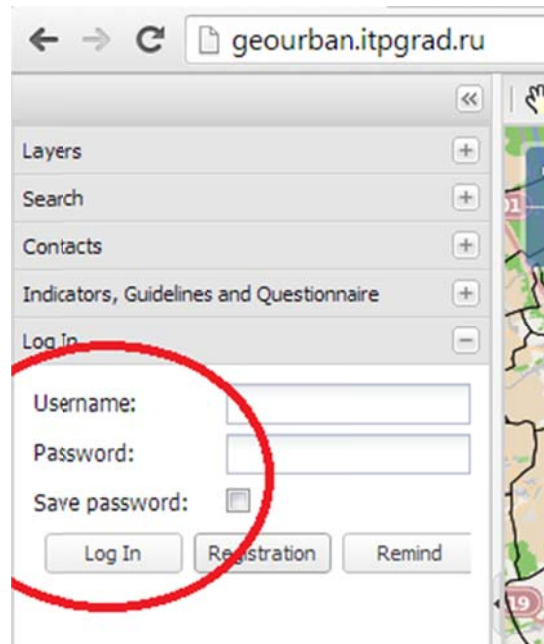 geourban.itpgrad.ru
Layers
Search
Contacts
Indicators, Guidelines and Questionnaire
Log In
Username:
Password:
Save password:
Log In Registration Remind
19